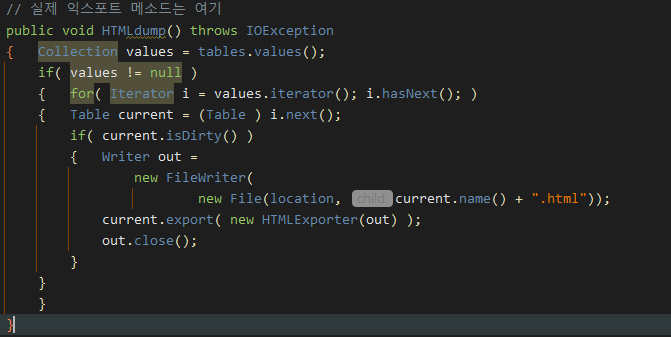 // 실제 익스포트 메소드는 여기
public void HTMLdump() throws IOException
{   Collection values = tables.values();
    if( values != null )
    {   for( Iterator i = values.iterator(); i.hasNext(); )
        {   Table current = (Table ) i.next();
            if( current.isDirty() )
            {   Writer out =
                    new FileWriter(
                            new File(location, child: current.name() + ".html"));
                current.export( new HTMLExporter(out) );
                out.close();
            }
        }
        }
}